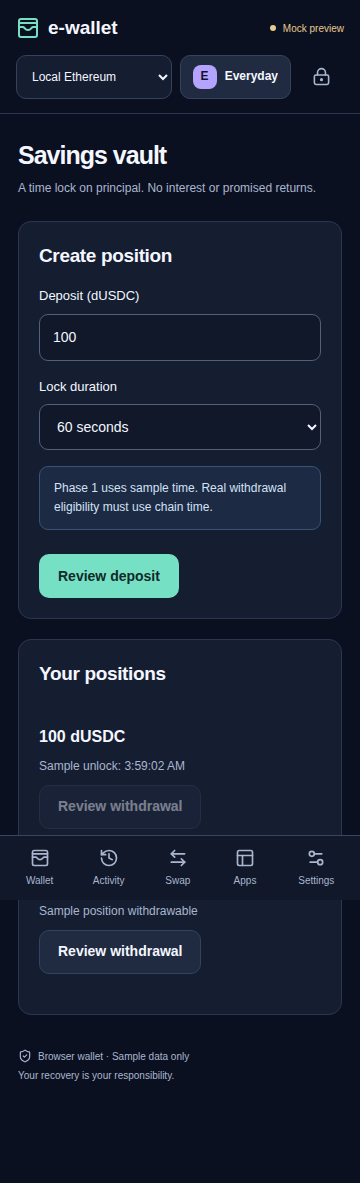 e-wallet
Mock preview
Local Ethereum
E Everyday
Savings vault
A time lock on principal. No interest or promised returns.
Create position
Deposit (dUSDC)
100
Lock duration
60 seconds
Phase 1 uses sample time. Real withdrawal
eligibility must use chain time.
Review deposit
Your positions
100 dUSDC
Sample unlock: 3:59:02 AM
Review withdrawal
Wallet Activity Swap Apps Settings
Sample position withdrawable
Review withdrawal
Browser wallet · Sample data only
Your recovery is your responsibility.